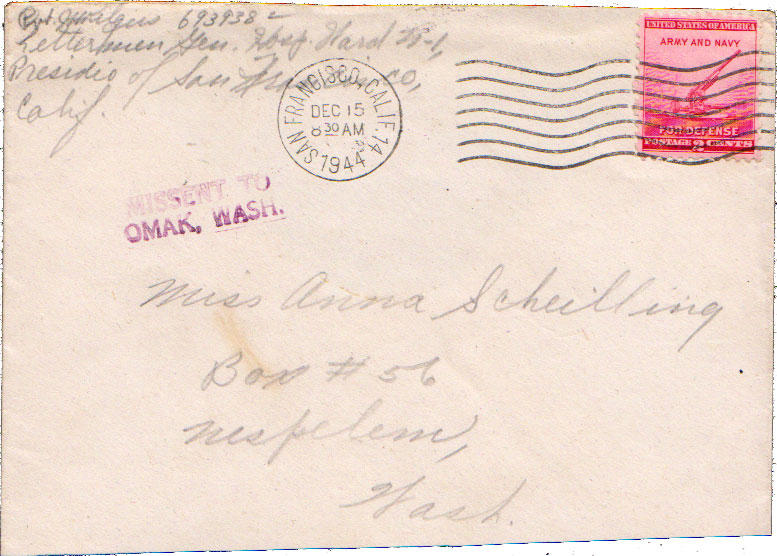 Pvt. 693938
Lettermen Gen. Hosp. Ward W-1,
Presidio of San Francisco,
Calif.
SAN FRANCISCO, CALIF. 14
DEC 15
8 30 AM
1944
UNITED STATES OF AMERICA
ARMY AND NAVY
FOR DEFENSE
POSTAGE 2 CENTS
MISSENT TO
OMAK, WASH.
Miss Anna Scheilling
Box # 56
Nespelem,
Wash.